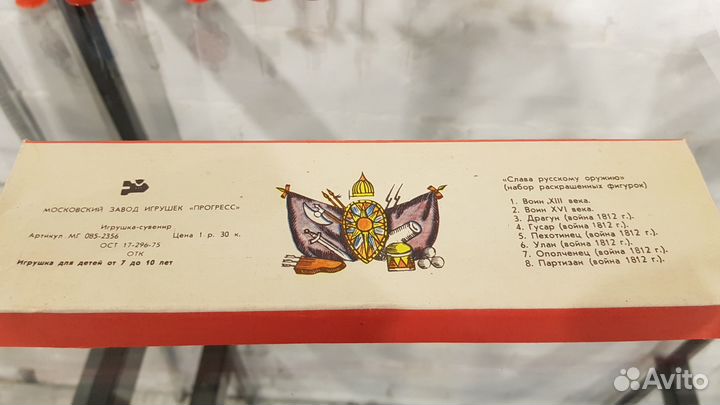 МОСКОВСКИЙ ЗАВОД ИГРУШЕК «ПРОГРЕСС»
Игрушка-сувенир
Артикул МГ 085-2356 Цена 1 р. 30 к.
ОСТ 17-296-75
ОТК
Игрушка для детей от 7 до 10 лет
«Слава русскому оружию»
(набор раскрашенных фигурок)
1. Воин XIII века.
2. Воин XVI века.
3. Драгун (война 1812 г.).
4. Гусар (война 1812 г.).
5. Пехотинец (война 1812 г.).
6. Улан (война 1812 г.).
7. Ополченец (война 1812 г.).
8. Партизан (война 1812 г.).
Avito